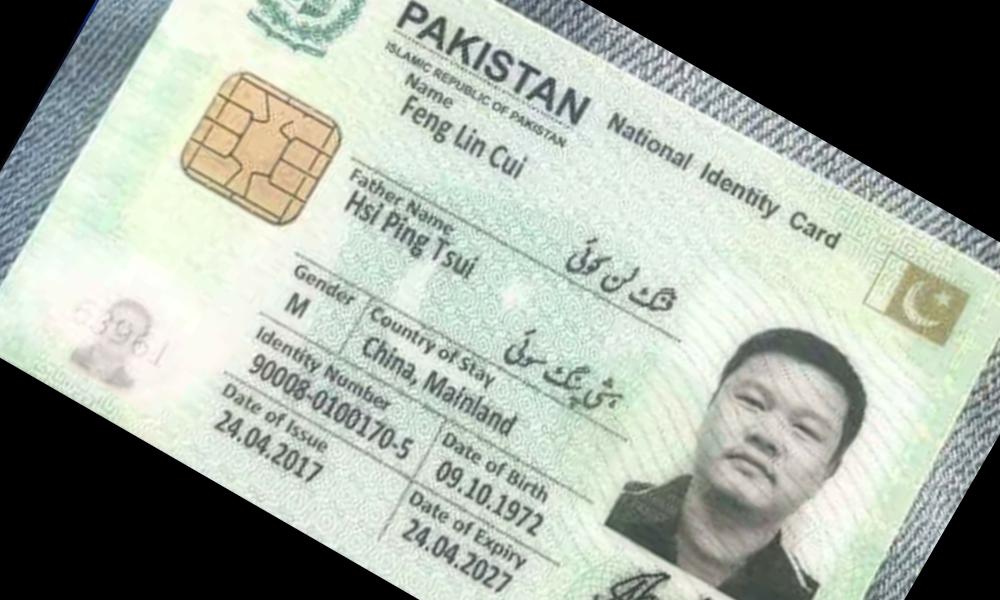 PAKISTAN National Identity Card
ISLAMIC REPUBLIC OF PAKISTAN
Name
Feng Lin Cui
فنگ لن کوئی
Father Name
Hsi Ping Tsui
ہشی پنگ سوئی
Gender
M
Country of Stay
China, Mainland
Identity Number
90008-0100170-5
Date of Birth
09.10.1972
Date of Issue
24.04.2017
Date of Expiry
24.04.2027